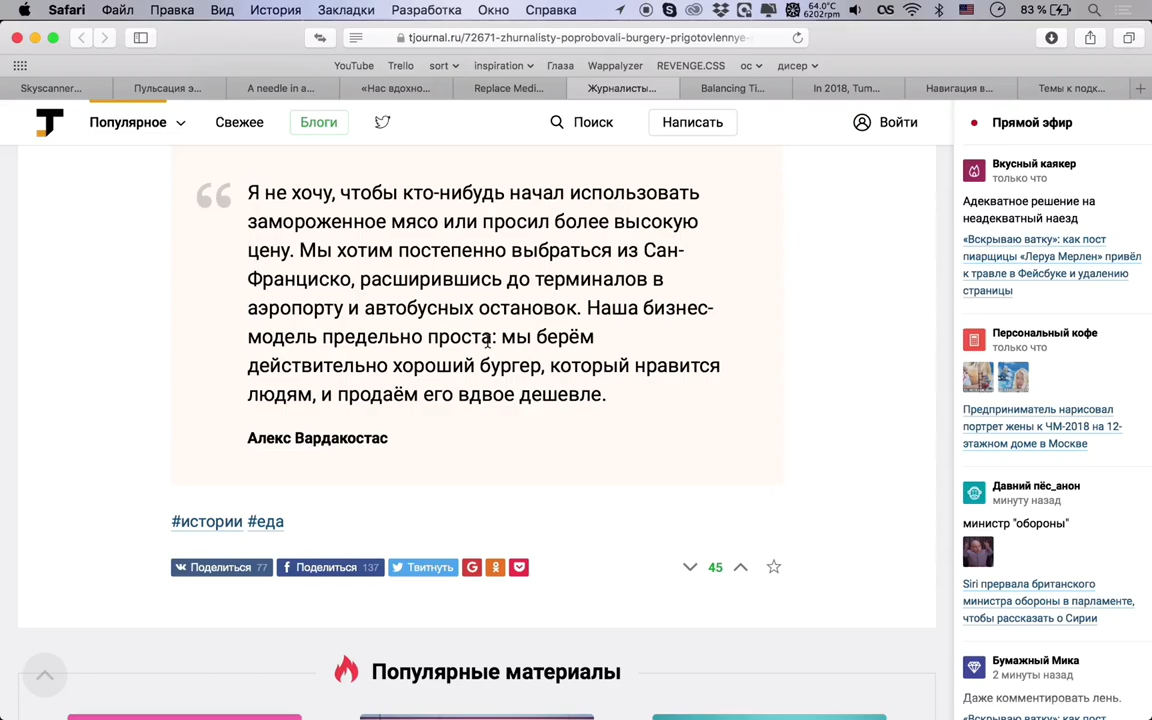 Safari Файл Правка Вид История Закладки Разработка Окно Справка 64.0°C 6202rpm 83 %
tjournal.ru/72671-zhurnalisty-poprobovali-burgery-prigotovlennye-
YouTube Trello sort inspiration Глаза Wappalyzer REVENGE.CSS ос дисер
Skyscanner... Пульсация э... A needle in a... «Нас вдохно... Replace Medi... Журналисты... Balancing Ti... In 2018, Tum... Навигация в... Темы к подк...
Популярное Свежее Блоги Поиск Написать Войти
Я не хочу, чтобы кто-нибудь начал использовать
замороженное мясо или просил более высокую
цену. Мы хотим постепенно выбраться из Сан-
Франциско, расширившись до терминалов в
аэропорту и автобусных остановок. Наша бизнес-
модель предельно проста: мы берём
действительно хороший бургер, который нравится
людям, и продаём его вдвое дешевле.
Алекс Вардакостас
#истории #еда
Поделиться 77 Поделиться 137 Твитнуть 45
Популярные материалы
Прямой эфир
Вкусный каякер
только что
Адекватное решение на
неадекватный наезд
«Вскрываю ватку»: как пост
пиарщицы «Леруа Мерлен» привёл
к травле в Фейсбуке и удалению
страницы
Персональный кофе
только что
Предприниматель нарисовал
портрет жены к ЧМ-2018 на 12-
этажном доме в Москве
Давний пёс_анон
минуту назад
министр "обороны"
Siri прервала британского
министра обороны в парламенте,
чтобы рассказать о Сирии
Бумажный Мика
2 минуты назад
Даже комментировать лень.
«Вскрываю ватку»: как пост